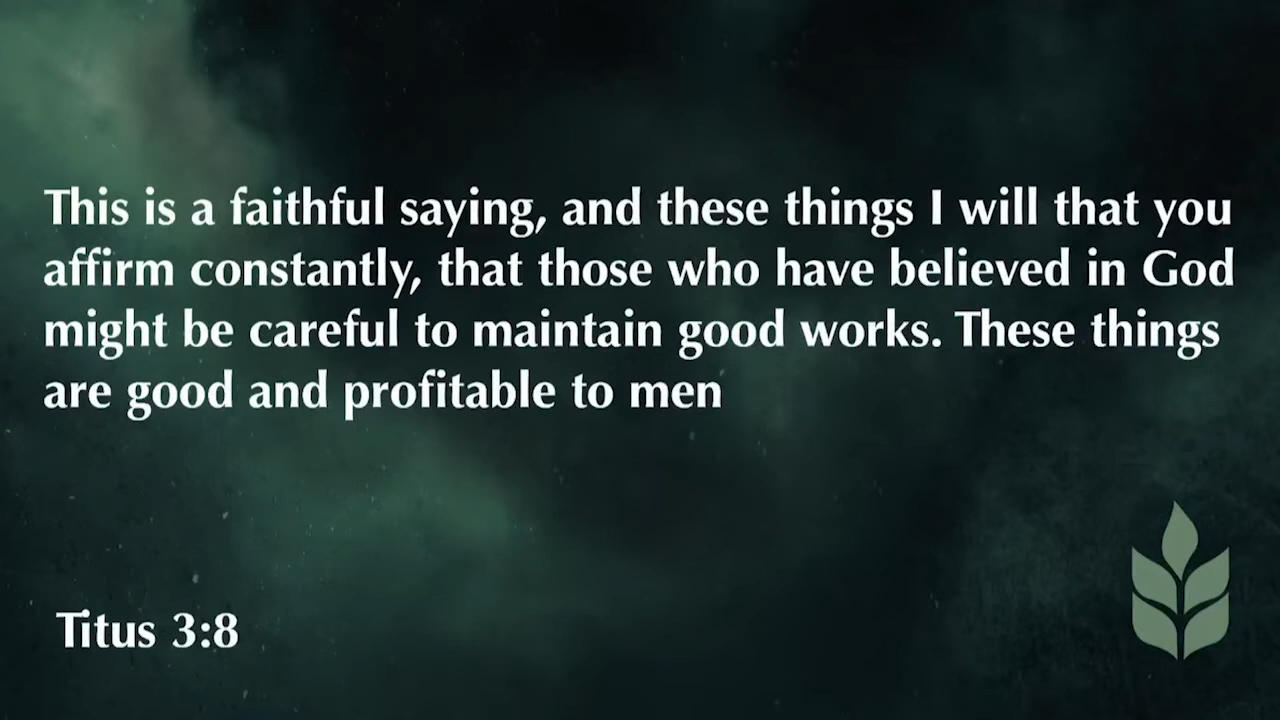 This is a faithful saying, and these things I will that you
affirm constantly, that those who have believed in God
might be careful to maintain good works. These things
are good and profitable to men
Titus 3:8